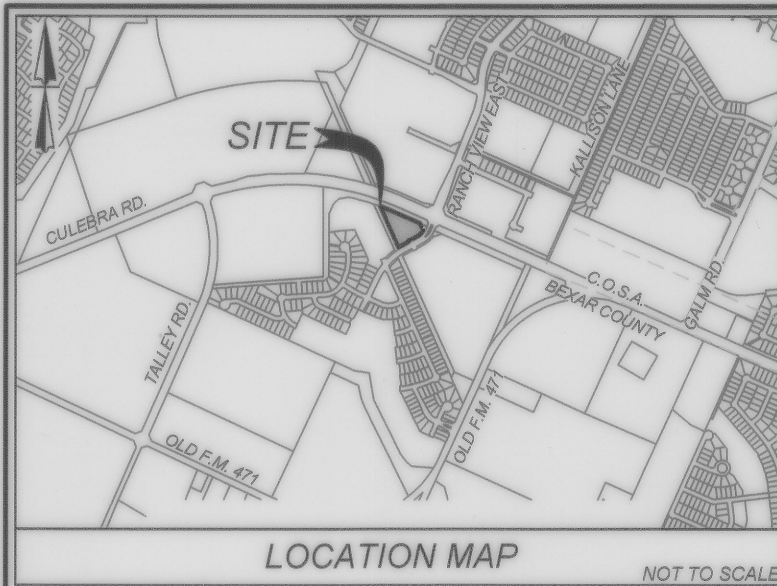 SITE
RANCH VIEW EAST
KALLISON LANE
CULEBRA RD.
TALLEY RD.
C.O.S.A.
BEXAR COUNTY
GALM RD.
OLD F.M. 471
OLD F.M. 471
LOCATION MAP
NOT TO SCALE